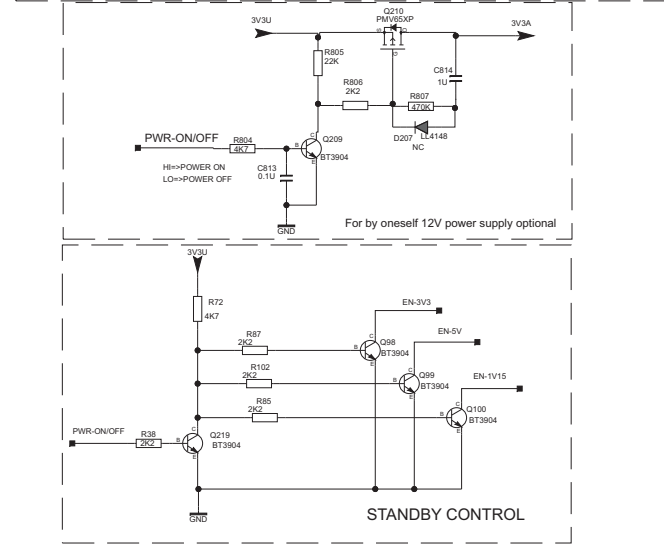 Q210
PMV65XP
3V3U
3V3A
S
D
G
R805
22K
C814
1U
R806
2K2
R807
470K
D207
LL4148
NC
PWR-ON/OFF
R804
4K7
B
C
E
Q209
BT3904
HI=>POWER ON
LO=>POWER OFF
C813
0.1U
GND
For by oneself 12V power supply optional
3V3U
R72
4K7
EN-3V3
R87
2K2
B
C
E
Q98
BT3904
EN-5V
R102
2K2
B
C
E
Q99
BT3904
EN-1V15
R85
2K2
B
C
E
Q100
BT3904
PWR-ON/OFF
R38
2K2
B
C
E
Q219
BT3904
GND
STANDBY CONTROL